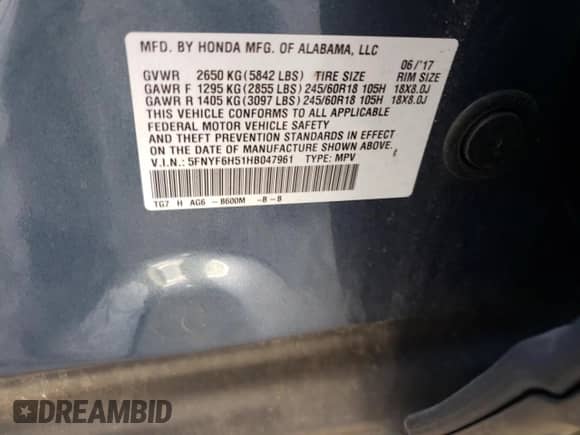 MFD. BY HONDA MFG. OF ALABAMA, LLC
06/'17
GVWR 2650 KG (5842 LBS) TIRE SIZE RIM SIZE
GAWR F 1295 KG (2855 LBS) 245/60R18 105H 18X8.0J
GAWR R 1405 KG (3097 LBS) 245/60R18 105H 18X8.0J
THIS VEHICLE CONFORMS TO ALL APPLICABLE
FEDERAL MOTOR VEHICLE SAFETY
AND THEFT PREVENTION STANDARDS IN EFFECT
ON THE DATE OF MANUFACTURE SHOWN ABOVE.
V.I.N.: 5FNYF6H51HB047961 TYPE: MPV
TG7 H AG6 -B600M -B-B
DREAMBID